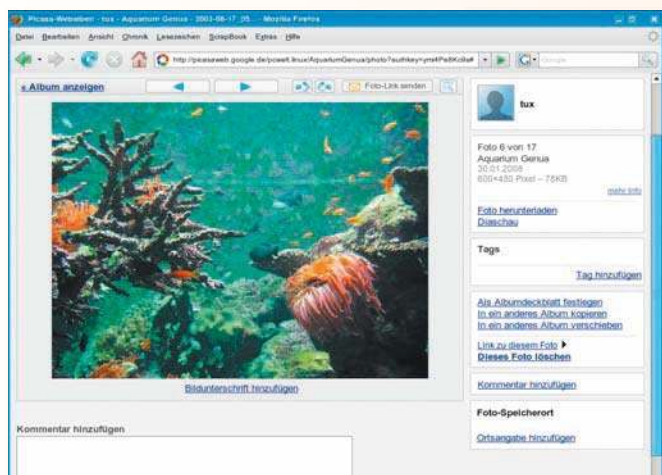 Picasa-Webalben - tux - Aquarium Genua - 2003-08-17_05... - Mozilla Firefox
Datei Bearbeiten Ansicht Chronik Lesezeichen ScrapBook Extras Hilfe
« Album anzeigen
Foto-Link senden
tux
Foto 6 von 17
Aquarium Genua
30.01.2008
600×430 Pixel – 78KB
mehr Info
Foto herunterladen
Diaschau
Tags
Tag hinzufügen
Als Albumdeckblatt festlegen
In ein anderes Album kopieren
In ein anderes Album verschieben
Link zu diesem Foto
Dieses Foto löschen
Kommentar hinzufügen
Foto-Speicherort
Ortsangabe hinzufügen
Bildunterschrift hinzufügen
Kommentar hinzufügen